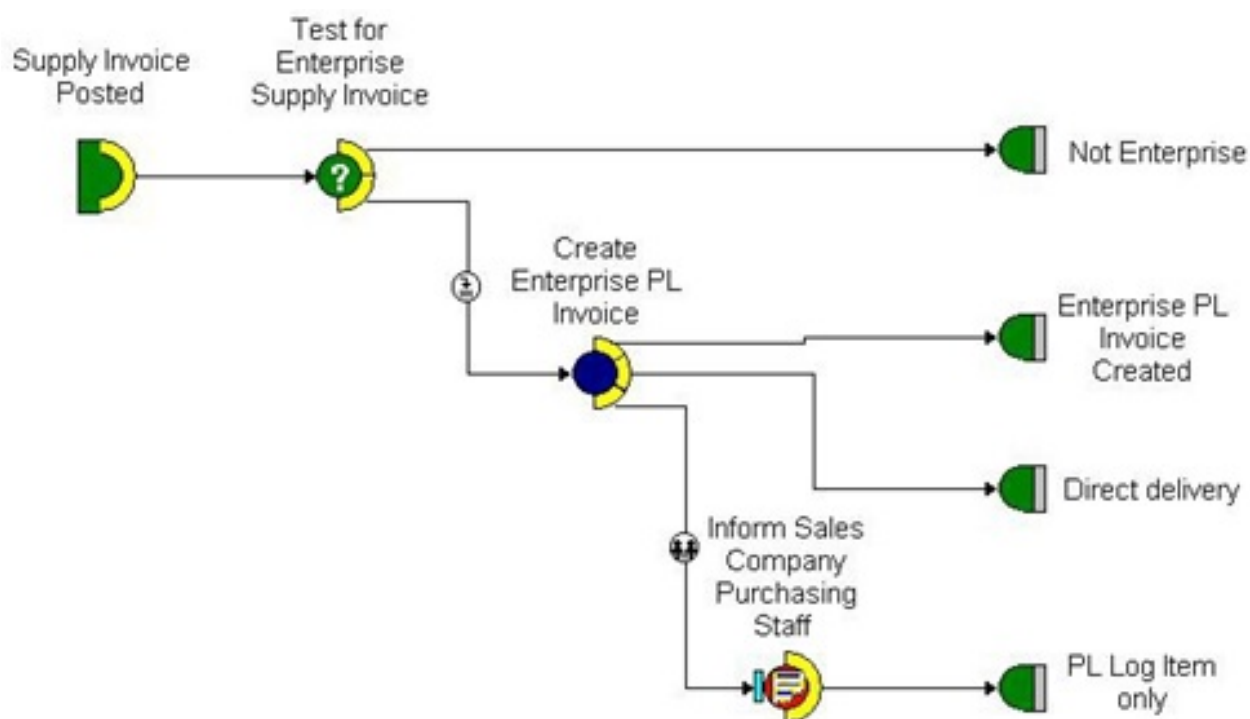 Supply Invoice
Posted
Test for
Enterprise
Supply Invoice
?
Not Enterprise
Create
Enterprise PL
Invoice
Enterprise PL
Invoice
Created
Direct delivery
Inform Sales
Company
Purchasing
Staff
PL Log Item
only